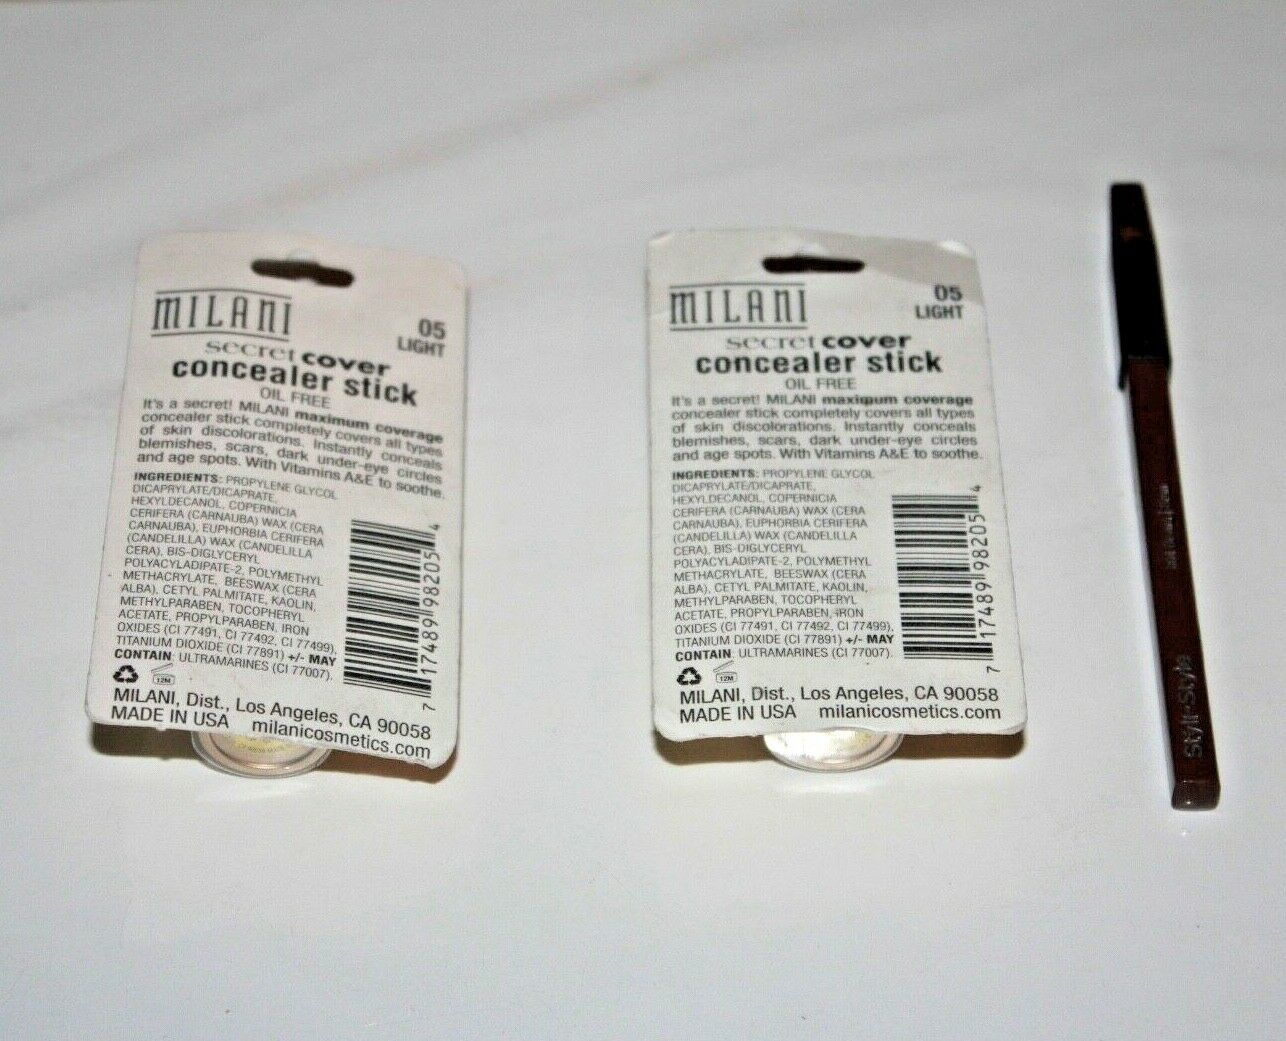 MILANI
05
LIGHT
secret cover
concealer stick
OIL FREE
It's a secret! MILANI maximum coverage
concealer stick completely covers all types
of skin discolorations. Instantly conceals
blemishes, scars, dark under-eye circles
and age spots. With Vitamins A&E to soothe.
INGREDIENTS: PROPYLENE GLYCOL
DICAPRYLATE/DICAPRATE,
HEXYLDECANOL, COPERNICIA
CERIFERA (CARNAUBA) WAX (CERA
CARNAUBA), EUPHORBIA CERIFERA
(CANDELILLA) WAX (CANDELILLA
CERA), BIS-DIGLYCERYL
POLYACYLADIPATE-2, POLYMETHYL
METHACRYLATE, BEESWAX (CERA
ALBA), CETYL PALMITATE, KAOLIN,
METHYLPARABEN, TOCOPHERYL
ACETATE, PROPYLPARABEN, IRON
OXIDES (CI 77491, CI 77492, CI 77499),
TITANIUM DIOXIDE (CI 77891) +/- MAY
CONTAIN: ULTRAMARINES (CI 77007).
7 17489 98205 4
12M
MILANI, Dist., Los Angeles, CA 90058
MADE IN USA milanicosmetics.com
MILANI
05
LIGHT
secret cover
concealer stick
OIL FREE
It's a secret! MILANI maximum coverage
concealer stick completely covers all types
of skin discolorations. Instantly conceals
blemishes, scars, dark under-eye circles
and age spots. With Vitamins A&E to soothe.
INGREDIENTS: PROPYLENE GLYCOL
DICAPRYLATE/DICAPRATE,
HEXYLDECANOL, COPERNICIA
CERIFERA (CARNAUBA) WAX (CERA
CARNAUBA), EUPHORBIA CERIFERA
(CANDELILLA) WAX (CANDELILLA
CERA), BIS-DIGLYCERYL
POLYACYLADIPATE-2, POLYMETHYL
METHACRYLATE, BEESWAX (CERA
ALBA), CETYL PALMITATE, KAOLIN,
METHYLPARABEN, TOCOPHERYL
ACETATE, PROPYLPARABEN, IRON
OXIDES (CI 77491, CI 77492, CI 77499),
TITANIUM DIOXIDE (CI 77891) +/- MAY
CONTAIN: ULTRAMARINES (CI 77007).
7 17489 98205 4
12M
MILANI, Dist., Los Angeles, CA 90058
MADE IN USA milanicosmetics.com